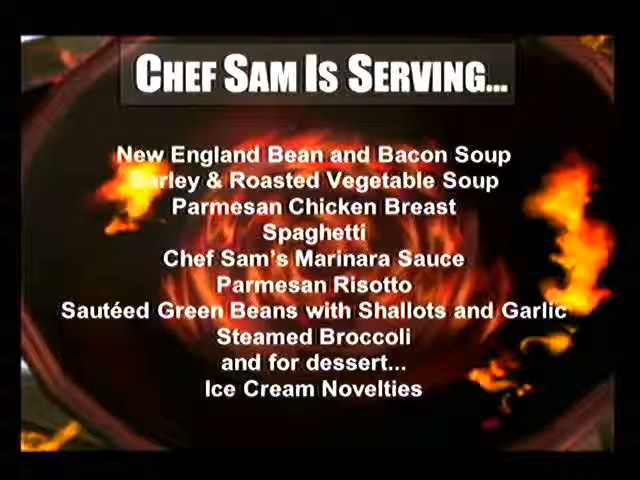 CHEF SAM IS SERVING...
New England Bean and Bacon Soup
Barley & Roasted Vegetable Soup
Parmesan Chicken Breast
Spaghetti
Chef Sam's Marinara Sauce
Parmesan Risotto
Sautéed Green Beans with Shallots and Garlic
Steamed Broccoli
and for dessert...
Ice Cream Novelties